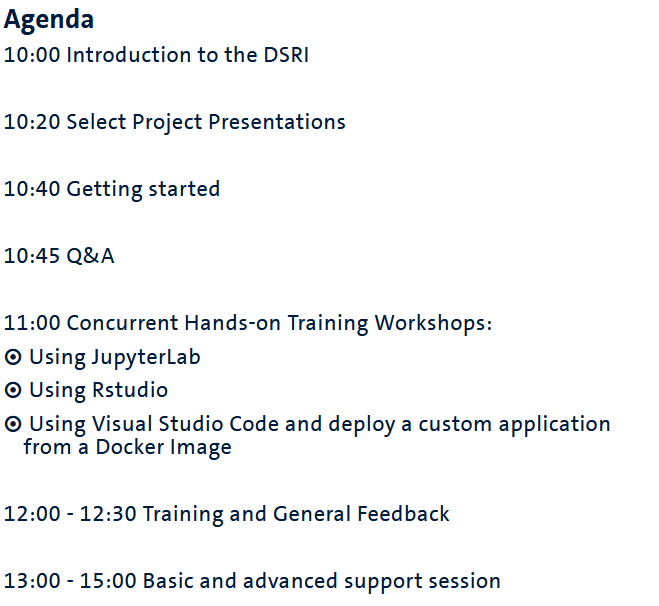 Agenda
10:00 Introduction to the DSRI
10:20 Select Project Presentations
10:40 Getting started
10:45 Q&A
11:00 Concurrent Hands-on Training Workshops:
Using JupyterLab
Using Rstudio
Using Visual Studio Code and deploy a custom application
from a Docker Image
12:00 - 12:30 Training and General Feedback
13:00 - 15:00 Basic and advanced support session